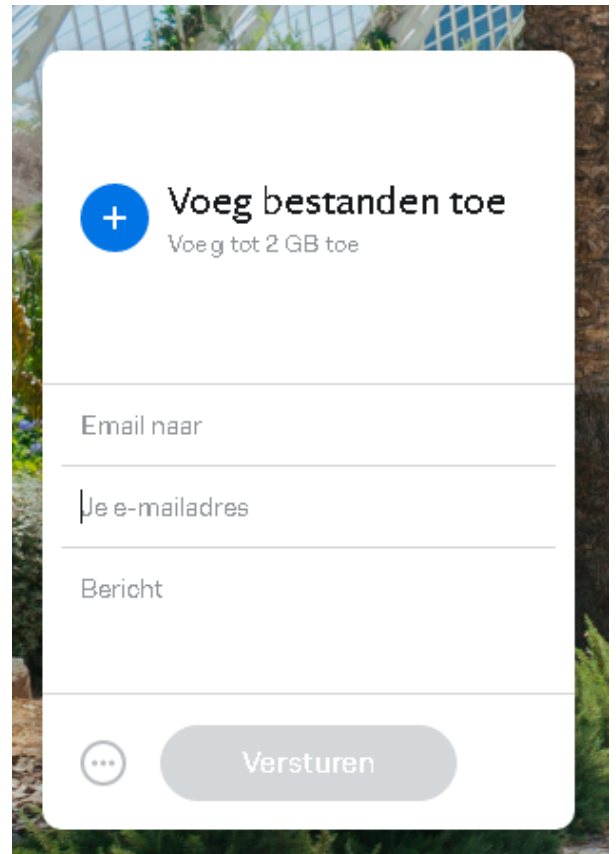 Voeg bestanden toe
Voeg tot 2 GB toe
Email naar
Je e-mailadres
Bericht
Versturen